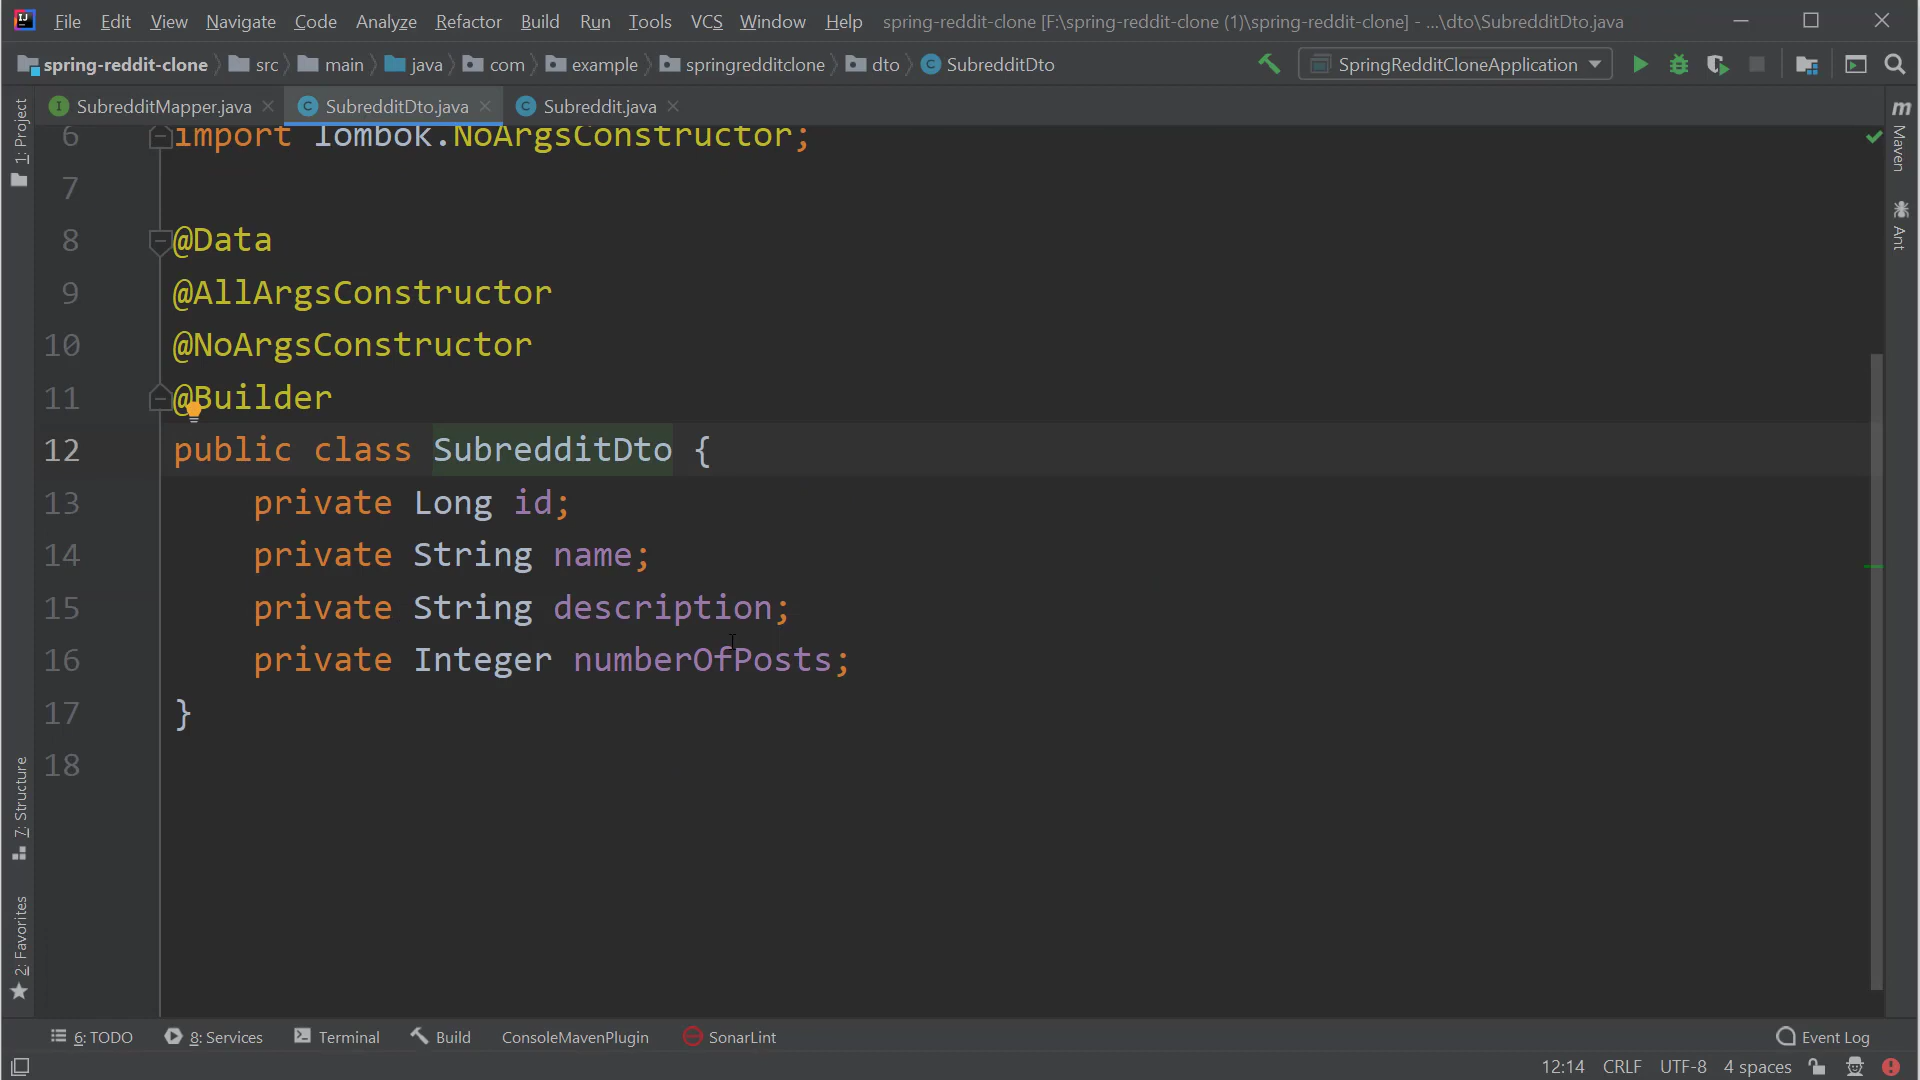 File Edit View Navigate Code Analyze Refactor Build Run Tools VCS Window Help spring-reddit-clone [F:\spring-reddit-clone (1)\spring-reddit-clone] - ...\dto\SubredditDto.java
spring-reddit-clone src main java com example springredditclone dto SubredditDto SpringRedditCloneApplication
SubredditMapper.java SubredditDto.java Subreddit.java
1: Project
7: Structure
2: Favorites
6 import lombok.NoArgsConstructor;
7
8 @Data
9 @AllArgsConstructor
10 @NoArgsConstructor
11 @Builder
12 public class SubredditDto {
13 private Long id;
14 private String name;
15 private String description;
16 private Integer numberOfPosts;
17 }
18
m Maven
Ant
6: TODO 8: Services Terminal Build ConsoleMavenPlugin SonarLint Event Log
12:14 CRLF UTF-8 4 spaces